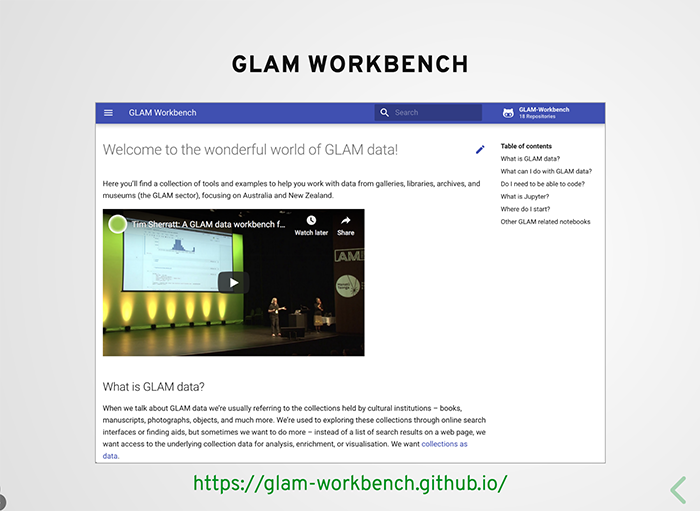 GLAM WORKBENCH
GLAM Workbench
Search
GLAM-Workbench
18 Repositories
Welcome to the wonderful world of GLAM data!
Here you'll find a collection of tools and examples to help you work with data from galleries, libraries, archives, and
museums (the GLAM sector), focusing on Australia and New Zealand.
Table of contents
What is GLAM data?
What can I do with GLAM data?
Do I need to be able to code?
What is Jupyter?
Where do I start?
Other GLAM related notebooks
Tim Sherratt: A GLAM data workbench f...
Watch later
Share
What is GLAM data?
When we talk about GLAM data we're usually referring to the collections held by cultural institutions – books,
manuscripts, photographs, objects, and much more. We're used to exploring these collections through online search
interfaces or finding aids, but sometimes we want to do more – instead of a list of search results on a web page, we
want access to the underlying collection data for analysis, enrichment, or visualisation. We want collections as
data.
https://glam-workbench.github.io/